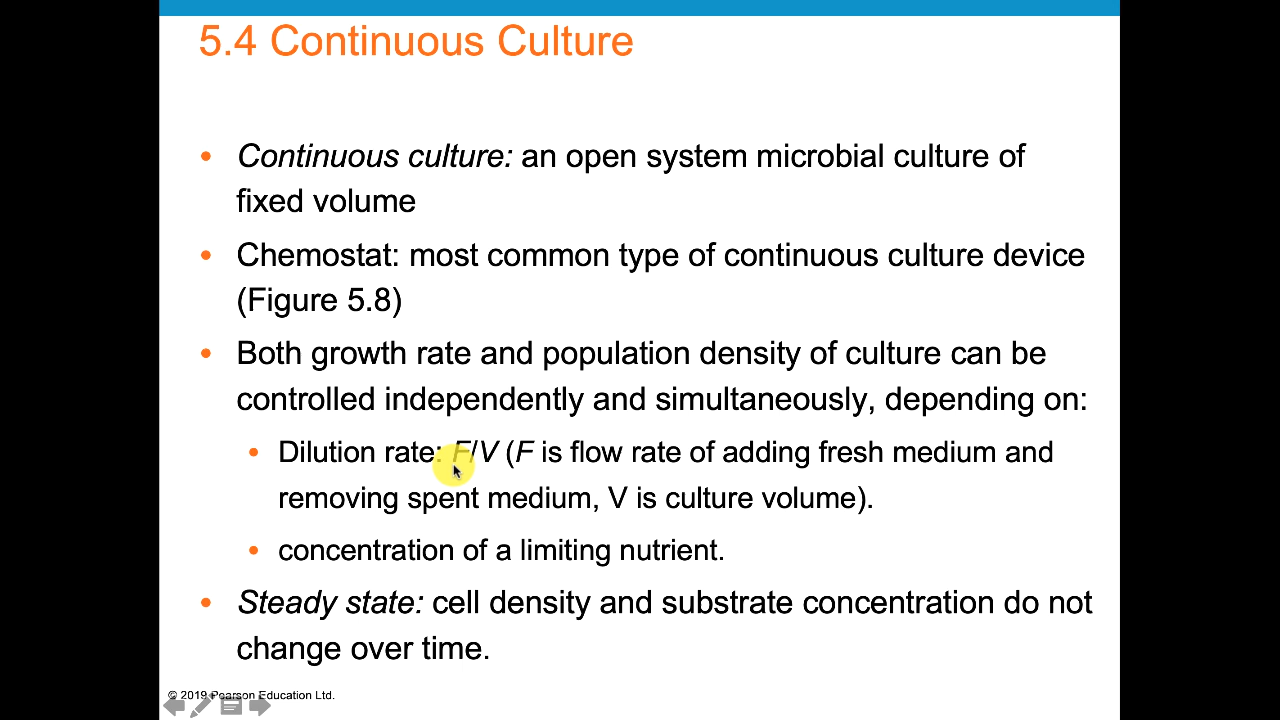 5.4 Continuous Culture
• Continuous culture: an open system microbial culture of
fixed volume
• Chemostat: most common type of continuous culture device
(Figure 5.8)
• Both growth rate and population density of culture can be
controlled independently and simultaneously, depending on:
• Dilution rate: F/V (F is flow rate of adding fresh medium and
removing spent medium, V is culture volume).
• concentration of a limiting nutrient.
• Steady state: cell density and substrate concentration do not
change over time.
© 2019 Pearson Education Ltd.